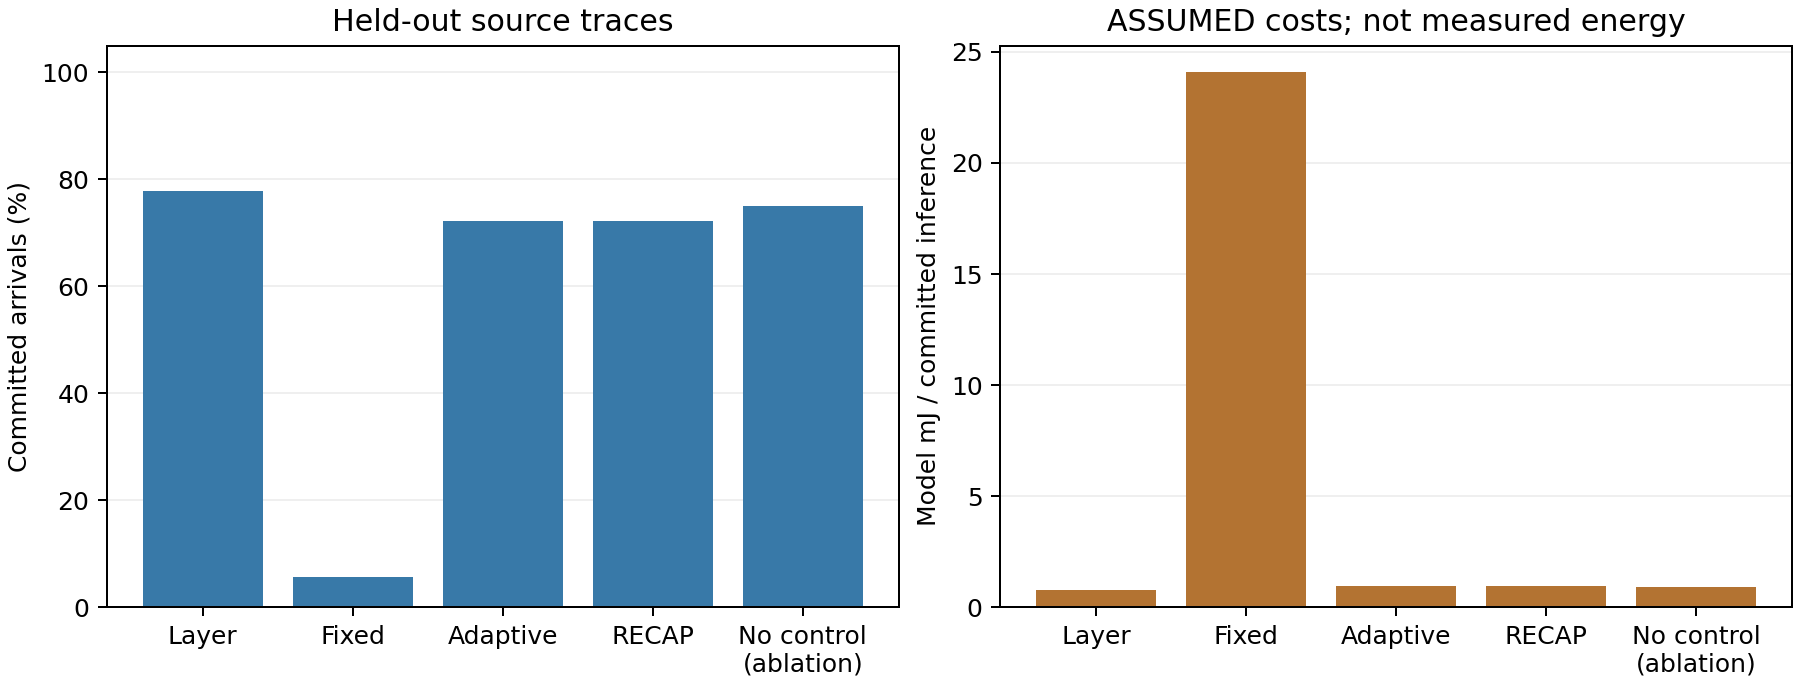 Held-out source traces
Committed arrivals (%)
100
80
60
40
20
0
Layer
Fixed
Adaptive
RECAP
No control
(ablation)
ASSUMED costs; not measured energy
Model mJ / committed inference
25
20
15
10
5
0
Layer
Fixed
Adaptive
RECAP
No control
(ablation)